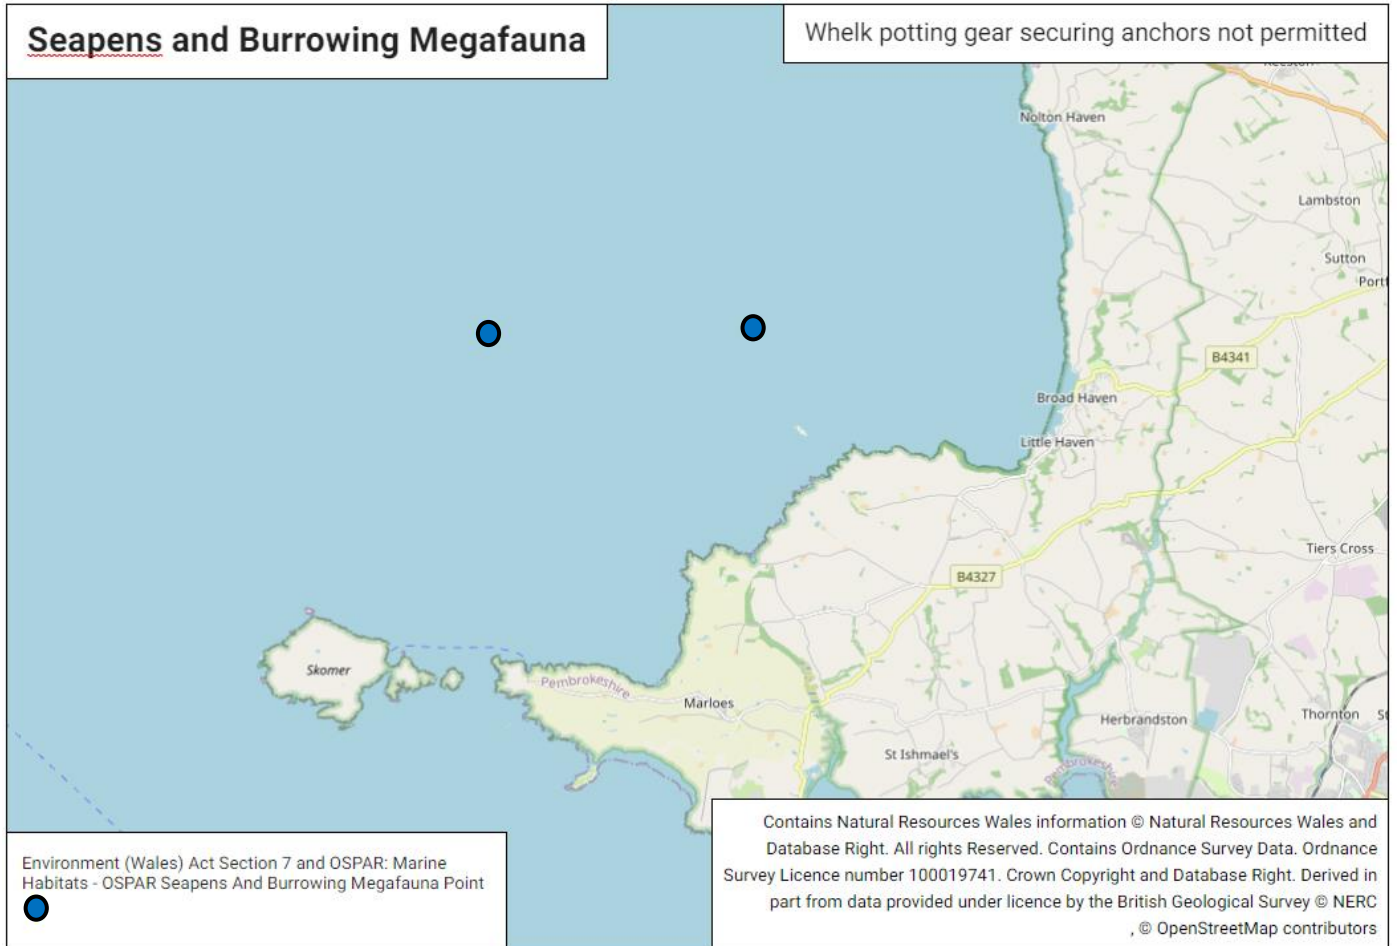 Seapens and Burrowing Megafauna
Whelk potting gear securing anchors not permitted
Nolton Haven
Lambston
Sutton
B4341
Broad Haven
Little Haven
Tiers Cross
B4327
Skomer
Pembrokeshire
Marloes
Herbrandston
Thornton
St Ishmael's
Pembrokeshire
Environment (Wales) Act Section 7 and OSPAR: Marine
Habitats - OSPAR Seapens And Burrowing Megafauna Point
Contains Natural Resources Wales information © Natural Resources Wales and
Database Right. All rights Reserved. Contains Ordnance Survey Data. Ordnance
Survey Licence number 100019741. Crown Copyright and Database Right. Derived in
part from data provided under licence by the British Geological Survey © NERC
, © OpenStreetMap contributors